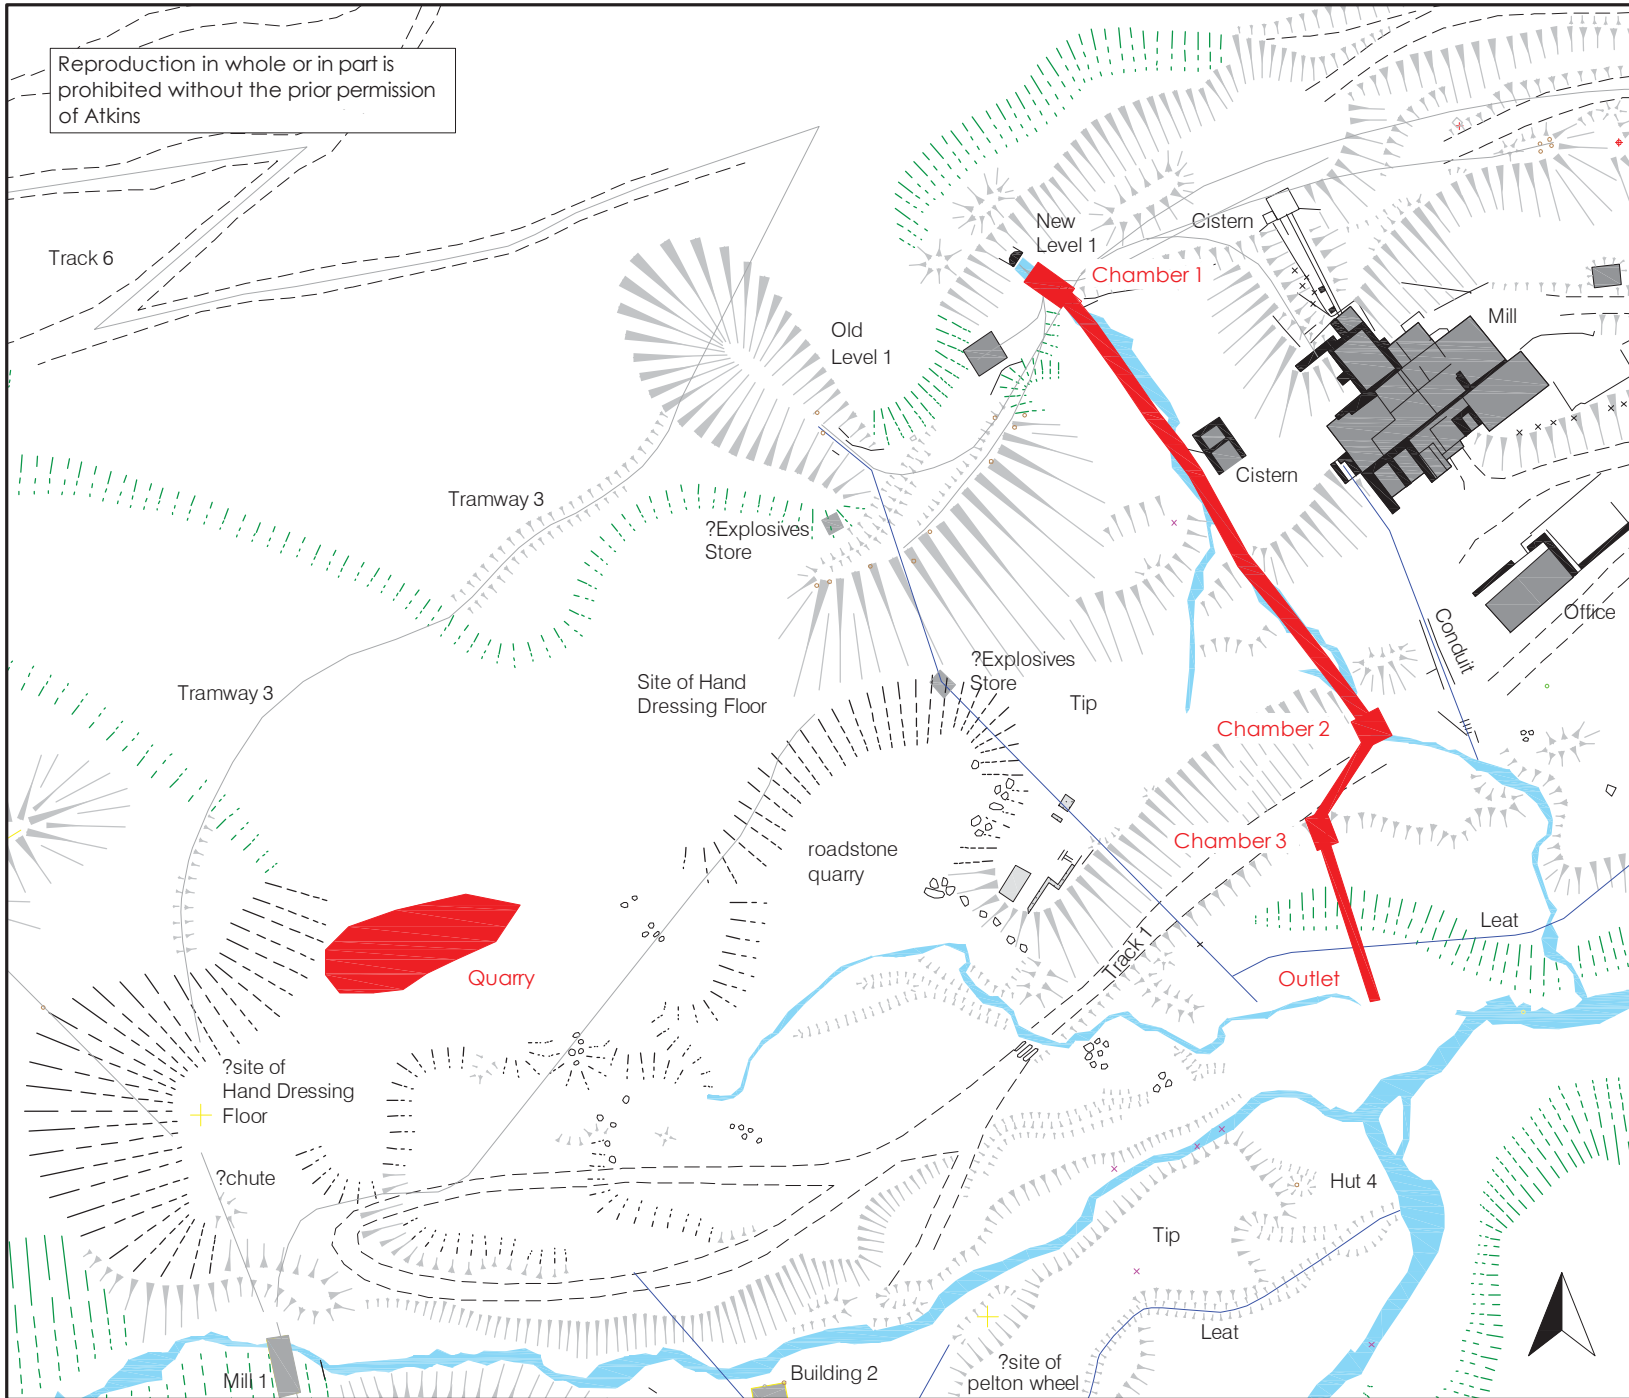 Reproduction in whole or in part is
prohibited without the prior permission
of Atkins
Track 6
New
Level 1
Cistern
Chamber 1
Mill
Old
Level 1
Tramway 3
?Explosives
Store
Cistern
Office
Conduit
?Explosives
Store
Tip
Site of Hand
Dressing Floor
Tramway 3
Chamber 2
Chamber 3
roadstone
quarry
Leat
Track 1
Outlet
Quarry
?site of
Hand Dressing
Floor
?chute
Hut 4
Tip
Leat
?site of
pelton wheel
Building 2
Mill 1